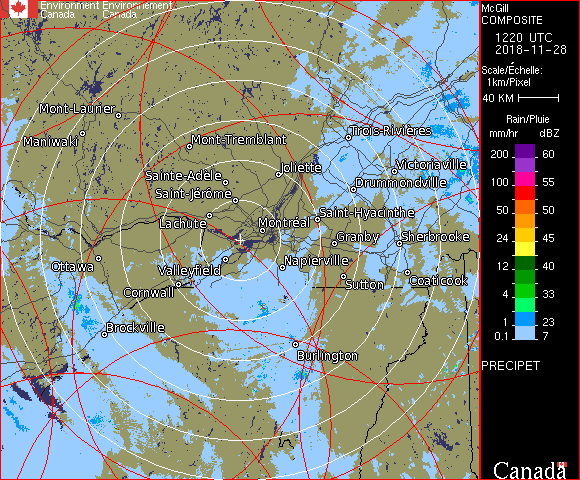 Environment Environnement
Canada Canada
McGill
COMPOSITE
1220 UTC
2018-11-28
Scale/Échelle:
1km/Pixel
40 KM
Rain/Pluie
mm/hr dBZ
200 60
100 55
50 50
24 45
12 40
4 33
1 23
0.1 7
PRECIPET
Canada
Mont-Laurier
Maniwaki
Mont-Tremblant
Trois-Rivières
Sainte-Adèle
Joliette
Victoriaville
Saint-Jérôme
Drummondville
Lachute
Montréal
Saint-Hyacinthe
Granby
Sherbrooke
Ottawa
Valleyfield
Napierville
Cornwall
Sutton
Coaticook
Brockville
Burlington